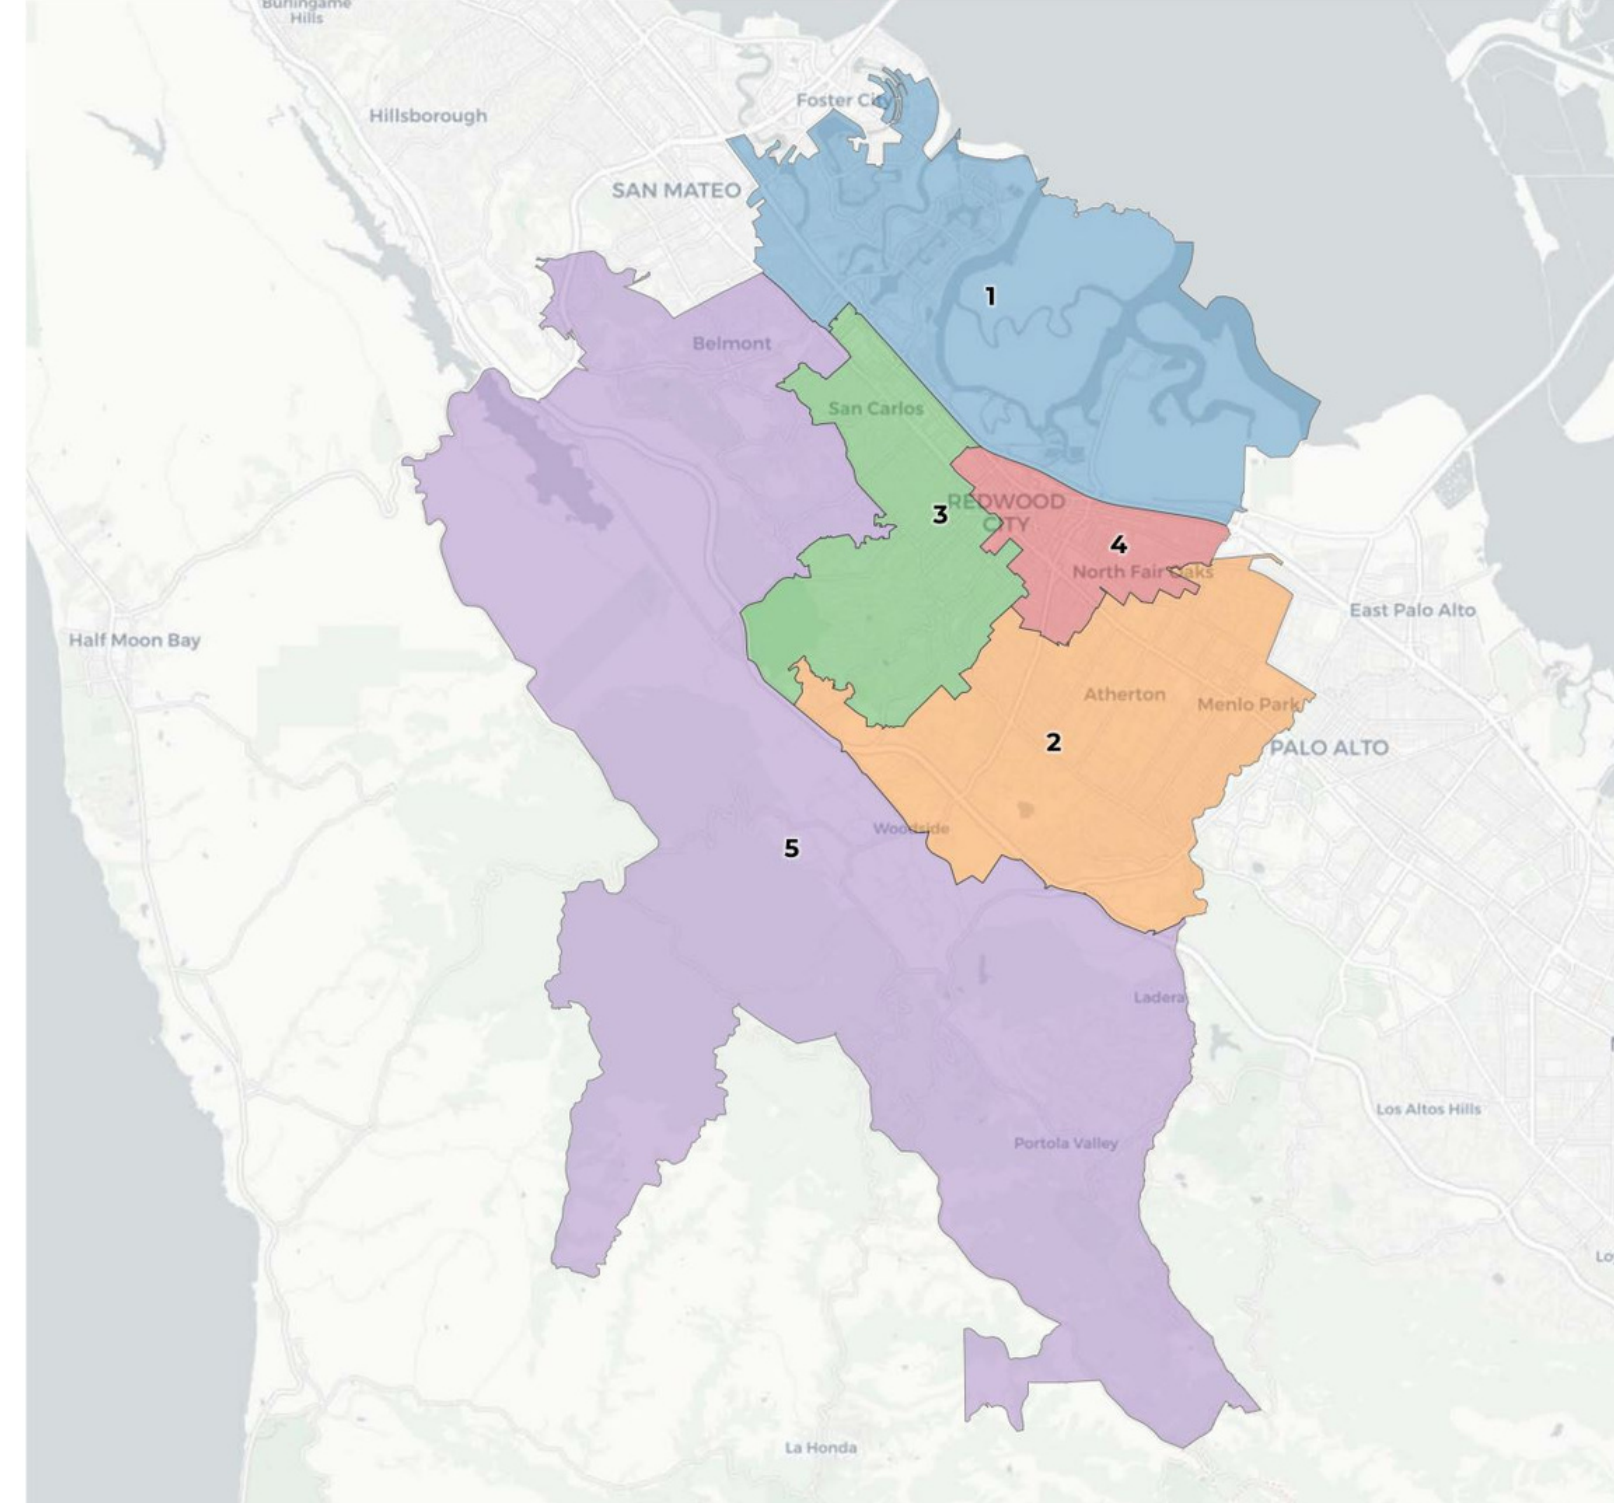 Burlingame
Hills
Hillsborough
Foster City
SAN MATEO
1
Belmont
San Carlos
REDWOOD
CITY
3
4
North Fair Oaks
East Palo Alto
Half Moon Bay
Atherton
Menlo Park
2
PALO ALTO
Woodside
5
Ladera
Los Altos Hills
Portola Valley
La Honda